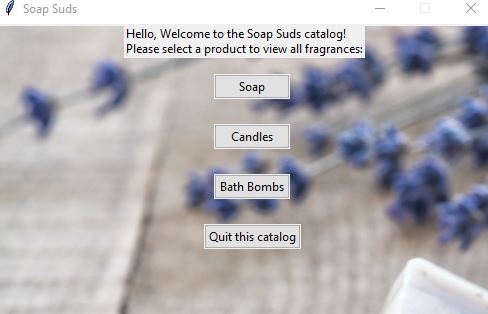 Soap Suds
Hello, Welcome to the Soap Suds catalog!
Please select a product to view all fragrances:
Soap
Candles
Bath Bombs
Quit this catalog